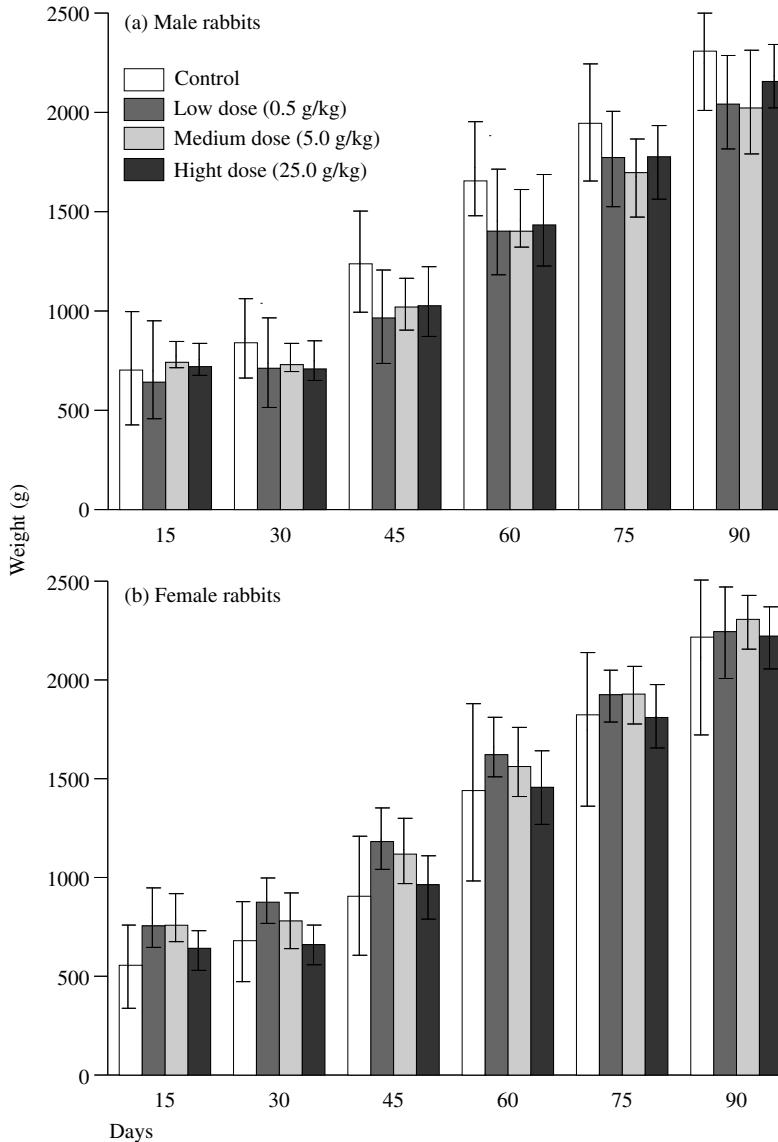 (a) Male rabbits
Control
Low dose (0.5 g/kg)
Medium dose (5.0 g/kg)
Hight dose (25.0 g/kg)
2500
2000
1500
1000
500
0
15 30 45 60 75 90
Weight (g)
(b) Female rabbits
2500
2000
1500
1000
500
0
15 30 45 60 75 90
Days